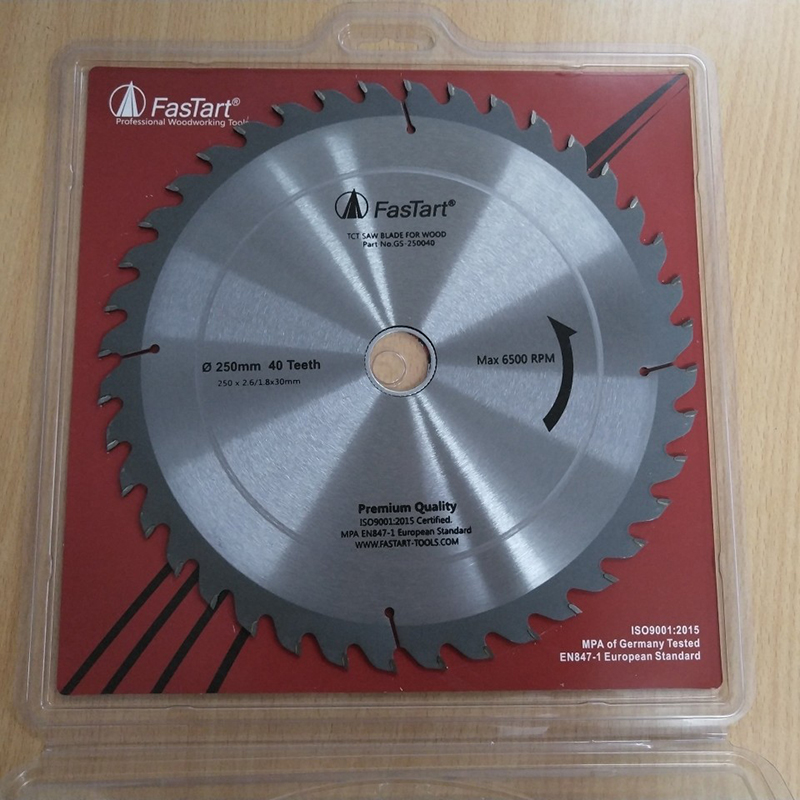 FasTart®
Professional Woodworking Tool
FasTart®
TCT SAW BLADE FOR WOOD
Part No.GS-250040
Ø 250mm 40 Teeth
250 x 2.6/1.8x30mm
Max 6500 RPM
Premium Quality
ISO9001:2015 Certified.
MPA EN847-1 European Standard
WWW.FASTART-TOOLS.COM
ISO9001:2015
MPA of Germany Tested
EN847-1 European Standard